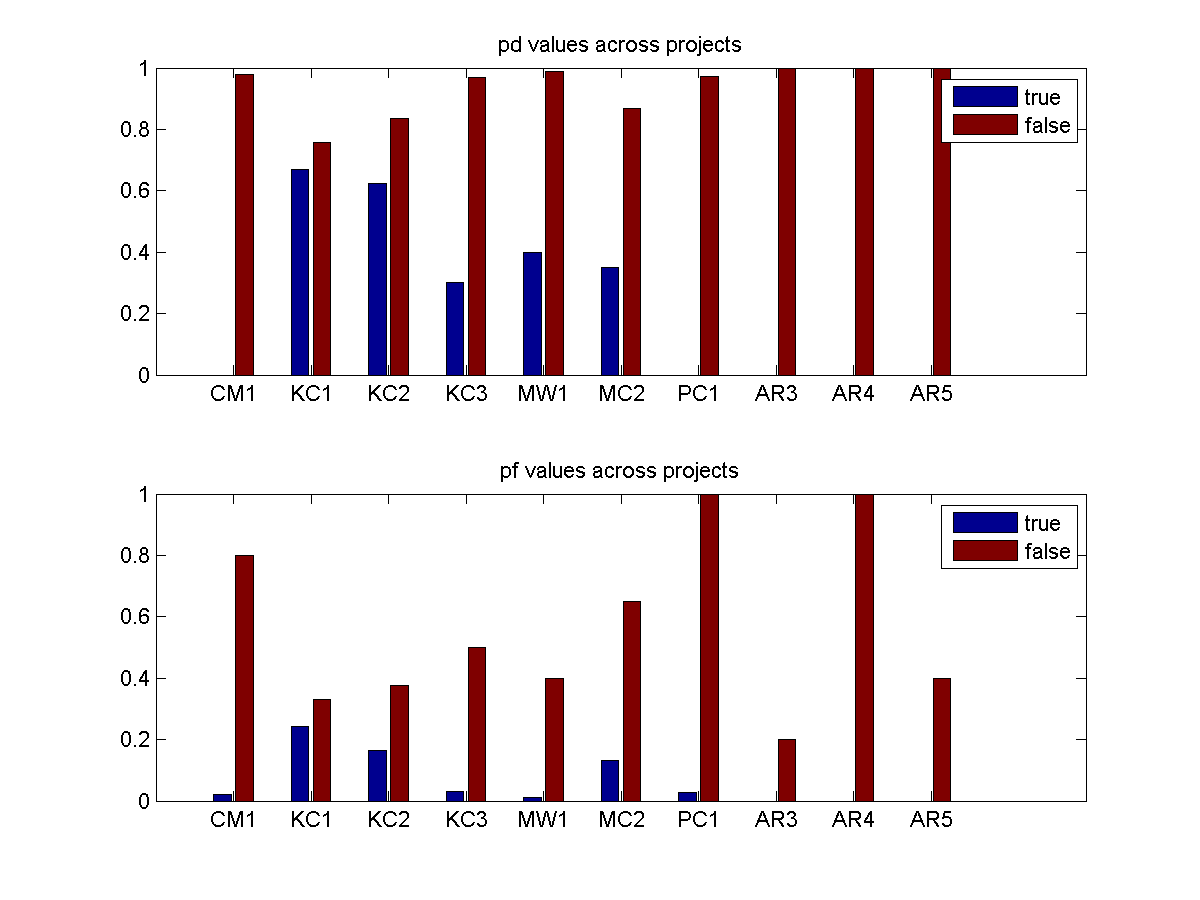 pd values across projects
1
0.8
0.6
0.4
0.2
0
true
false
CM1 KC1 KC2 KC3 MW1 MC2 PC1 AR3 AR4 AR5
pf values across projects
1
0.8
0.6
0.4
0.2
0
true
false
CM1 KC1 KC2 KC3 MW1 MC2 PC1 AR3 AR4 AR5